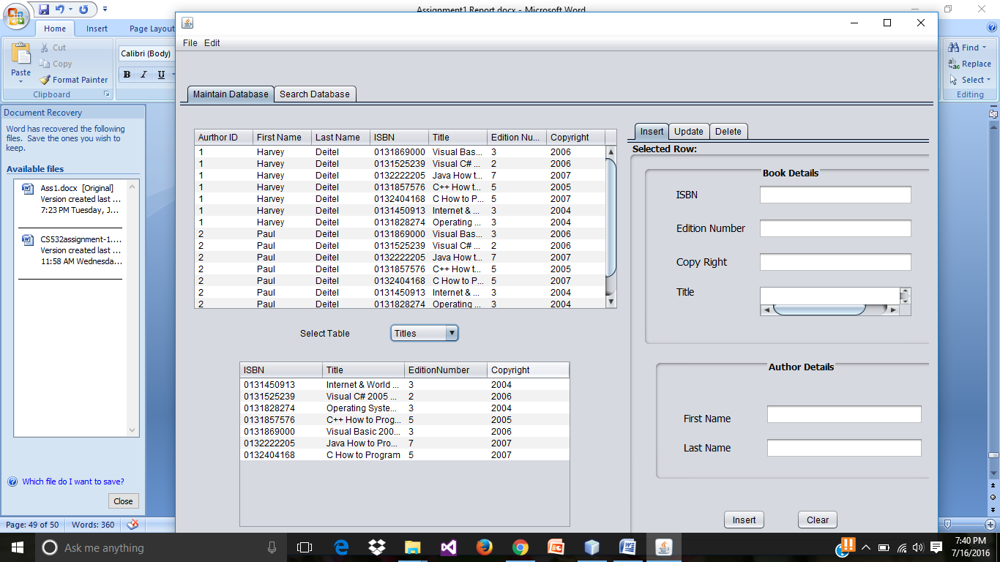 Assignment1 Report.docx - Microsoft Word
Home Insert Page Layout
File Edit
Cut
Copy
Format Painter
Paste
Clipboard
Calibri (Body)
B I U
Find
Replace
Select
Editing
Maintain Database Search Database
Document Recovery
Word has recovered the following
files. Save the ones you wish to
keep.
Available files
Ass1.docx [Original]
Version created last ...
7:23 PM Tuesday, J...
CS532assignment-1....
Version created last ...
11:58 AM Wednesda...
Which file do I want to save?
Close
Aurthor ID First Name Last Name ISBN Title Edition Nu... Copyright
1 Harvey Deitel 0131869000 Visual Bas... 3 2006
1 Harvey Deitel 0131525239 Visual C# ... 2 2006
1 Harvey Deitel 0132222205 Java How t... 7 2007
1 Harvey Deitel 0131857576 C++ How t... 5 2005
1 Harvey Deitel 0132404168 C How to P... 5 2007
1 Harvey Deitel 0131450913 Internet & ... 3 2004
1 Harvey Deitel 0131828274 Operating ... 3 2004
2 Paul Deitel 0131869000 Visual Bas... 3 2006
2 Paul Deitel 0131525239 Visual C# ... 2 2006
2 Paul Deitel 0132222205 Java How t... 7 2007
2 Paul Deitel 0131857576 C++ How t... 5 2005
2 Paul Deitel 0132404168 C How to P... 5 2007
2 Paul Deitel 0131450913 Internet & ... 3 2004
2 Paul Deitel 0131828274 Operating ... 3 2004
Select Table Titles
ISBN Title EditionNumber Copyright
0131450913 Internet & World ... 3 2004
0131525239 Visual C# 2005 ... 2 2006
0131828274 Operating Syste... 3 2004
0131857576 C++ How to Prog... 5 2005
0131869000 Visual Basic 200... 3 2006
0132222205 Java How to Pro... 7 2007
0132404168 C How to Program 5 2007
Insert Update Delete
Selected Row:
Book Details
ISBN
Edition Number
Copy Right
Title
Author Details
First Name
Last Name
Insert Clear
Page: 49 of 50 Words: 360
Ask me anything
7:40 PM
7/16/2016